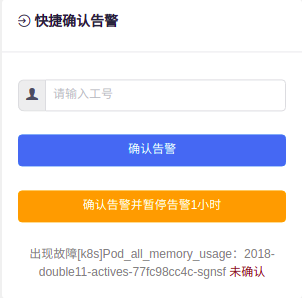 快捷确认告警
请输入工号
确认告警
确认告警并暂停告警1小时
出现故障[k8s]Pod_all_memory_usage：2018-
double11-actives-77fc98cc4c-sgnsf 未确认